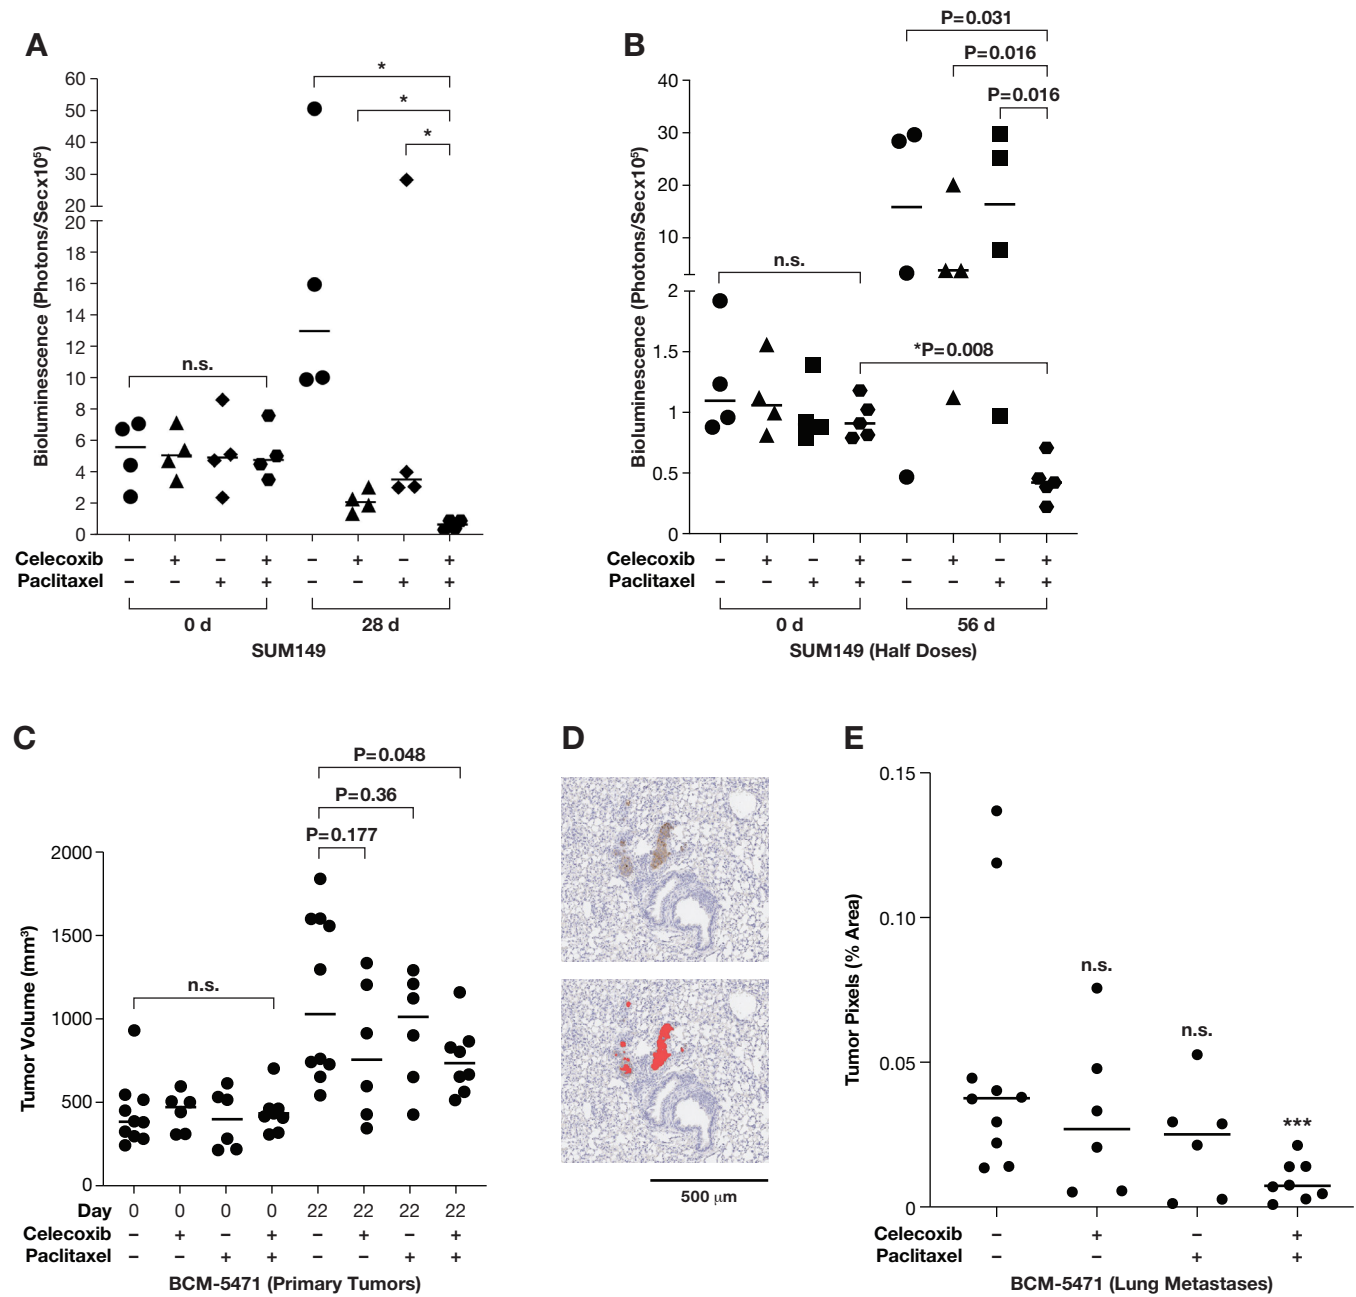 A
Bioluminescence (Photons/Secx10⁵)
60
50
40
30
20
20
18
16
14
12
10
8
6
4
2
0
n.s.
*
*
*
Celecoxib – + – + – + – +
Paclitaxel – – + + – – + +
0 d 28 d
SUM149
B
Bioluminescence (Photons/Secx10⁵)
40
30
20
10
2
1.5
1
0.5
0
P=0.031
P=0.016
P=0.016
n.s.
*P=0.008
Celecoxib – + – + – + – +
Paclitaxel – – + + – – + +
0 d 56 d
SUM149 (Half Doses)
C
Tumor Volume (mm³)
2000
1500
1000
500
0
P=0.048
P=0.36
P=0.177
n.s.
Day 0 0 0 0 22 22 22 22
Celecoxib – + – + – + – +
Paclitaxel – – + + – – + +
BCM-5471 (Primary Tumors)
D
500 µm
E
Tumor Pixels (% Area)
0.15
0.10
0.05
0
n.s.
n.s.
***
Celecoxib – + – +
Paclitaxel – – + +
BCM-5471 (Lung Metastases)